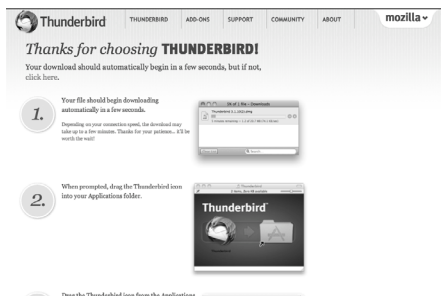 Thunderbird
THUNDERBIRD ADD-ONS SUPPORT COMMUNITY ABOUT
mozilla
Thanks for choosing THUNDERBIRD!
Your download should automatically begin in a few seconds, but if not,
click here.
1.
Your file should begin downloading
automatically in a few seconds.
Depending on your connection speed, the download may
take up to a few minutes. Thanks for your patience... it'll be
worth the wait!
2.
When prompted, drag the Thunderbird icon
into your Applications folder.
Thunderbird
Drag the Thunderbird icon from the Applications